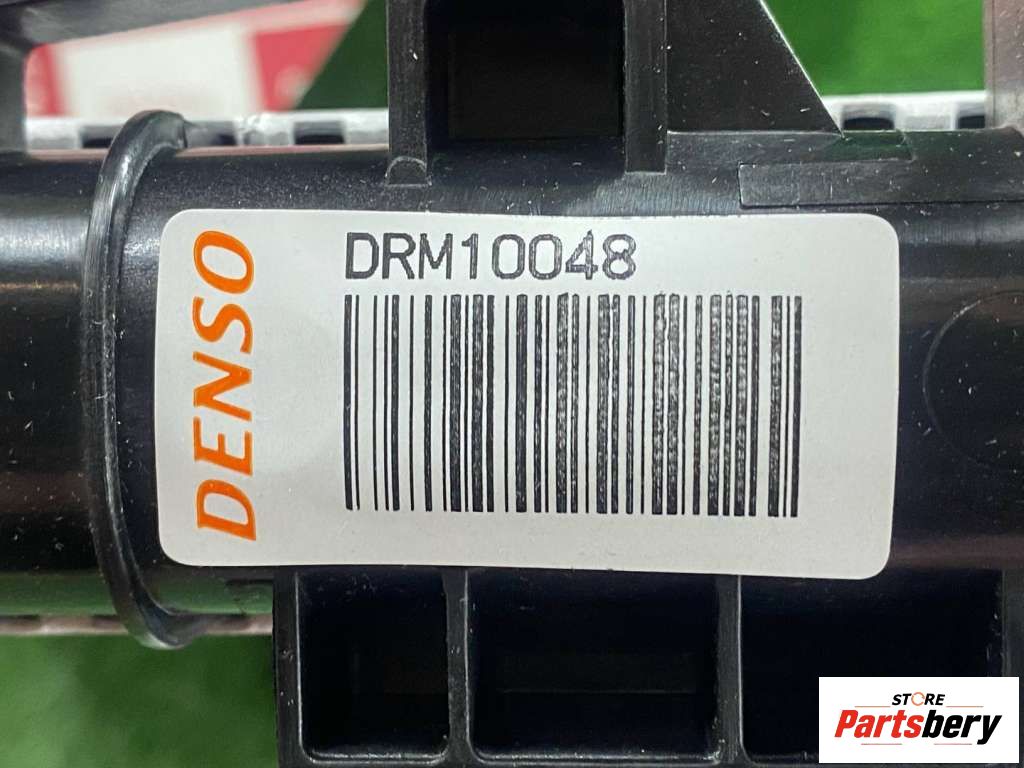 DENSO
DRM10048
STORE
Partsbery